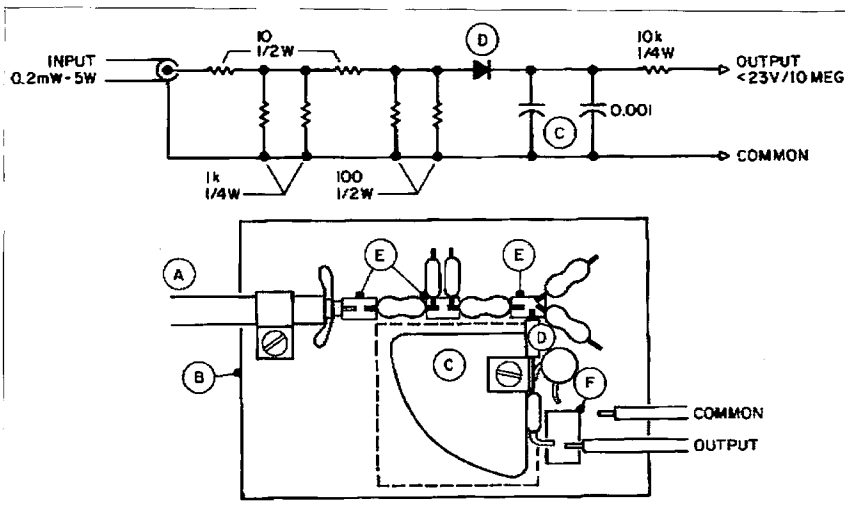 INPUT
0.2mW-5W
10
1/2W
D
10k
1/4W
OUTPUT
<23V/10 MEG
C
0.001
1k
1/4W
100
1/2W
COMMON
A
E
E
D
C
B
F
COMMON
OUTPUT